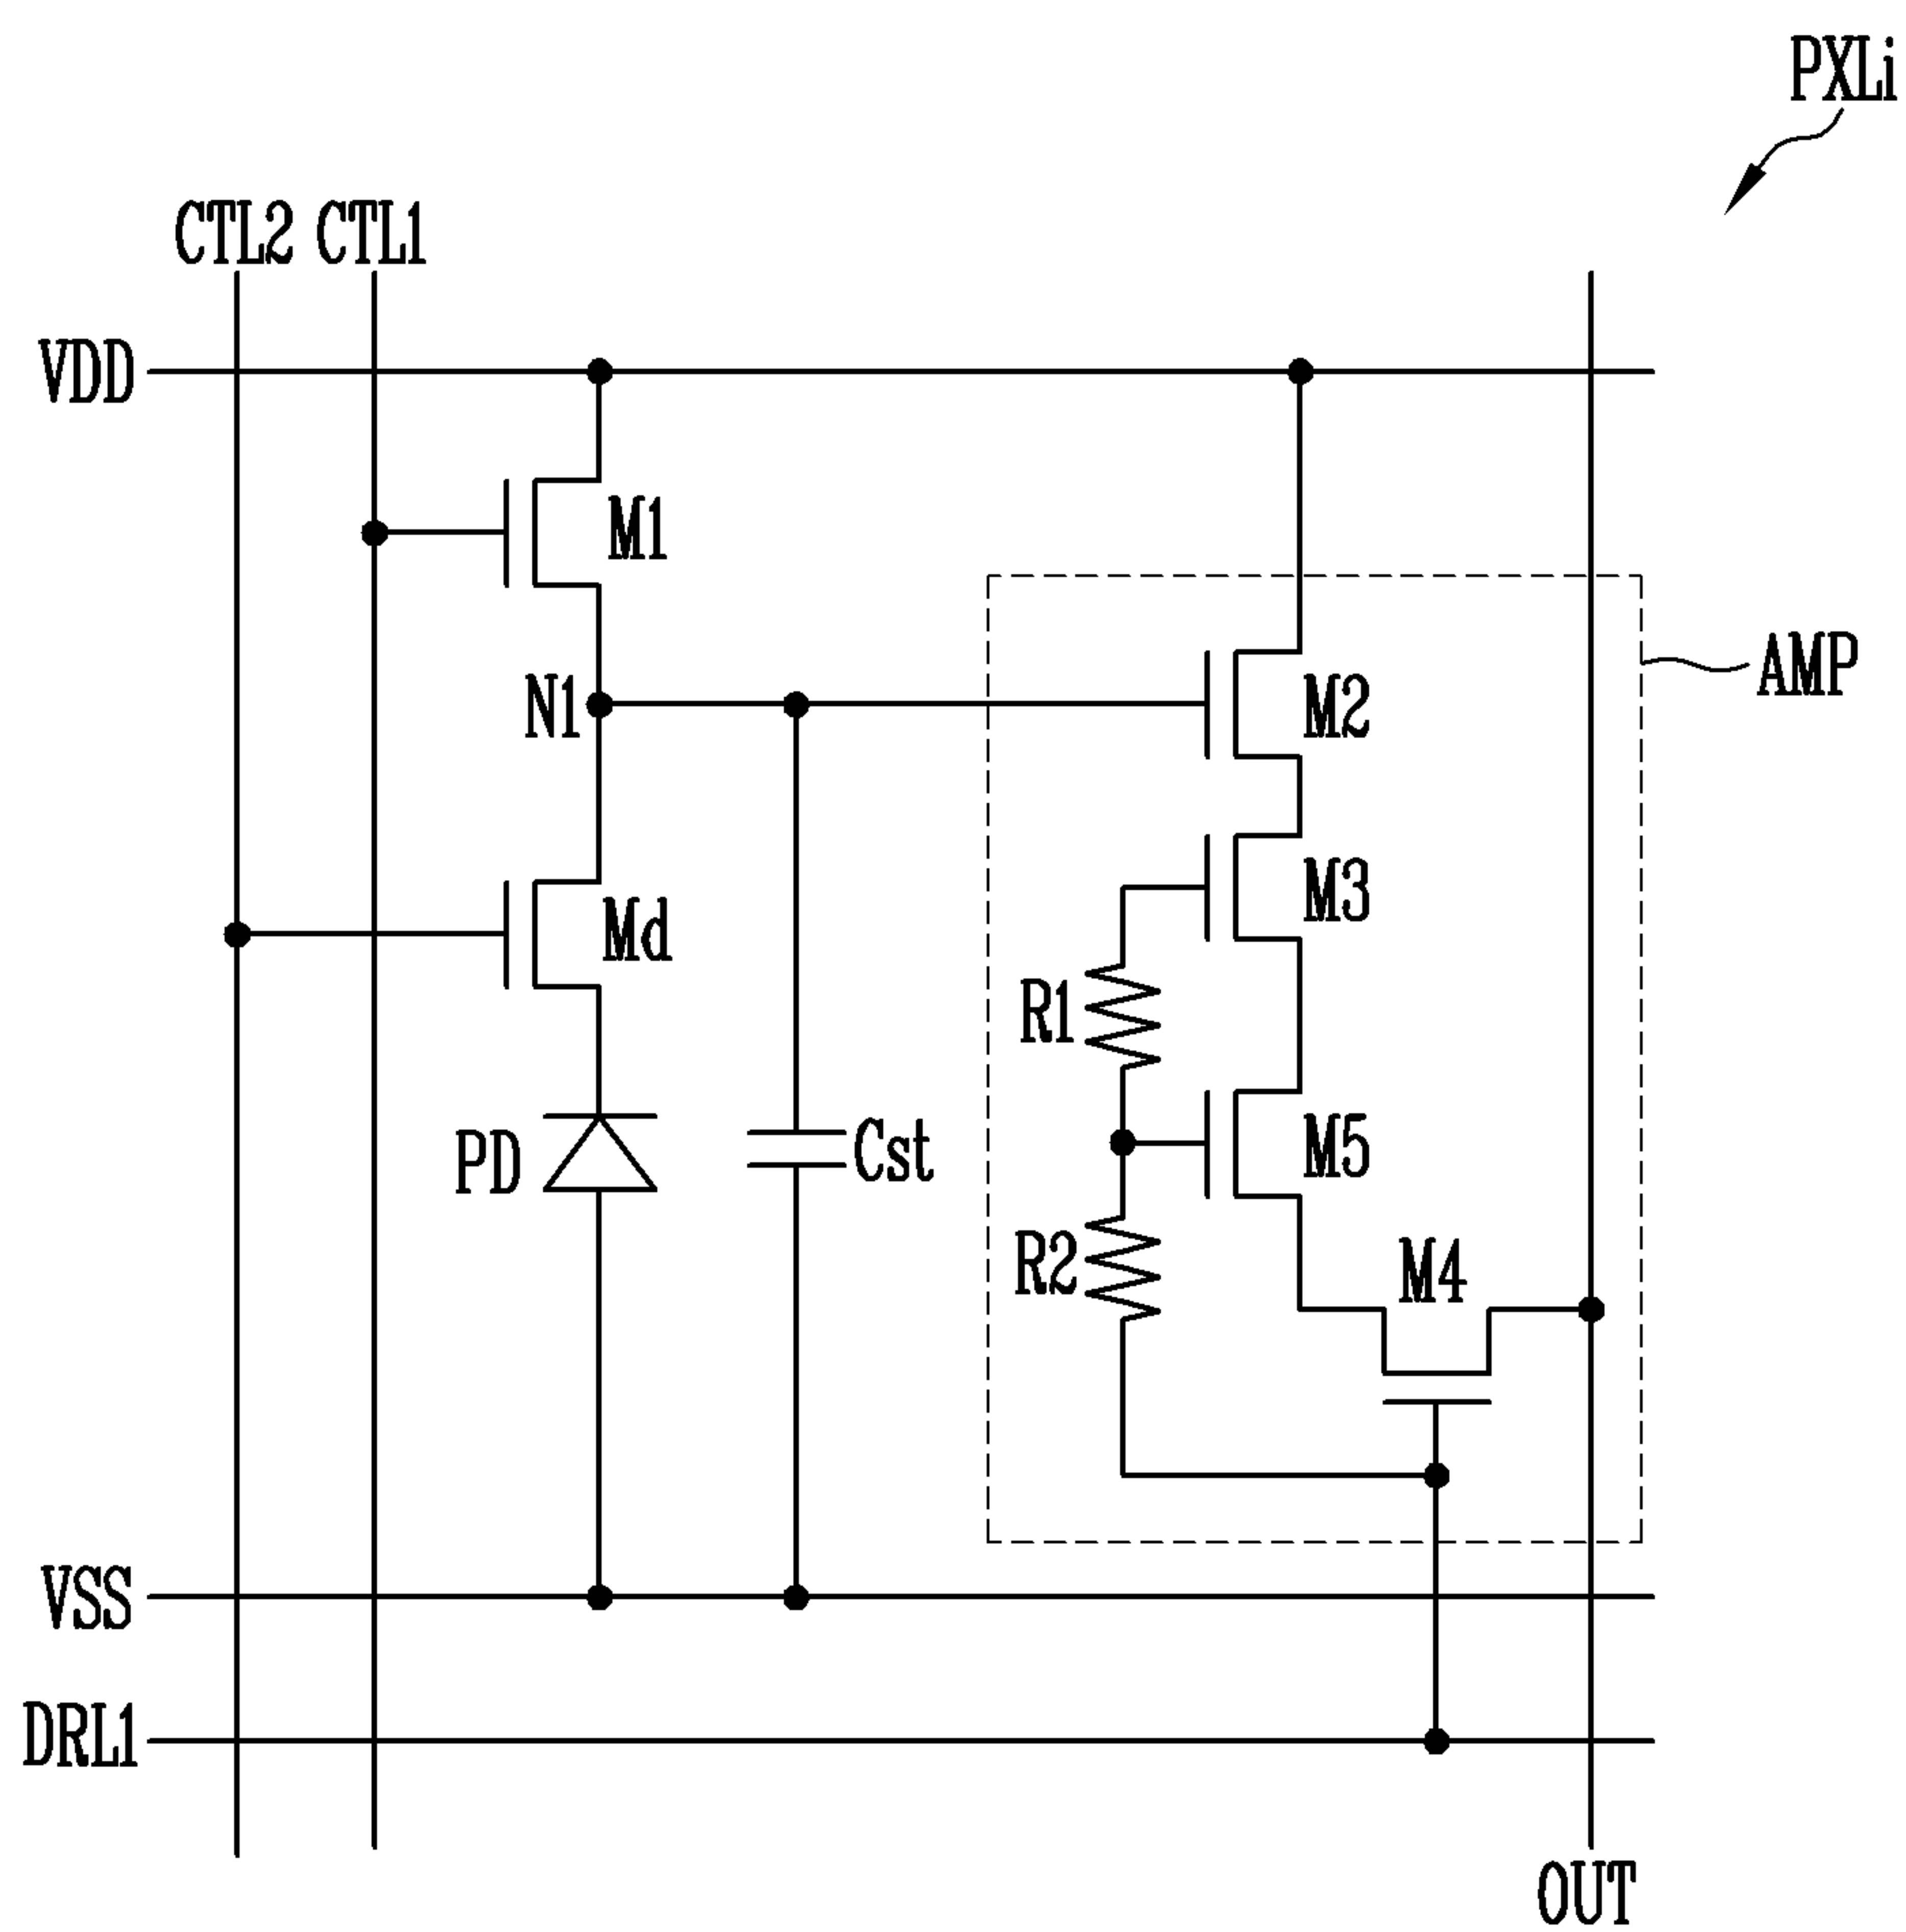 PXLi
CTL2 CTL1
VDD
M1
AMP
N1
M2
M3
Md
R1
PD
Cst
M5
R2
M4
VSS
DRL1
OUT